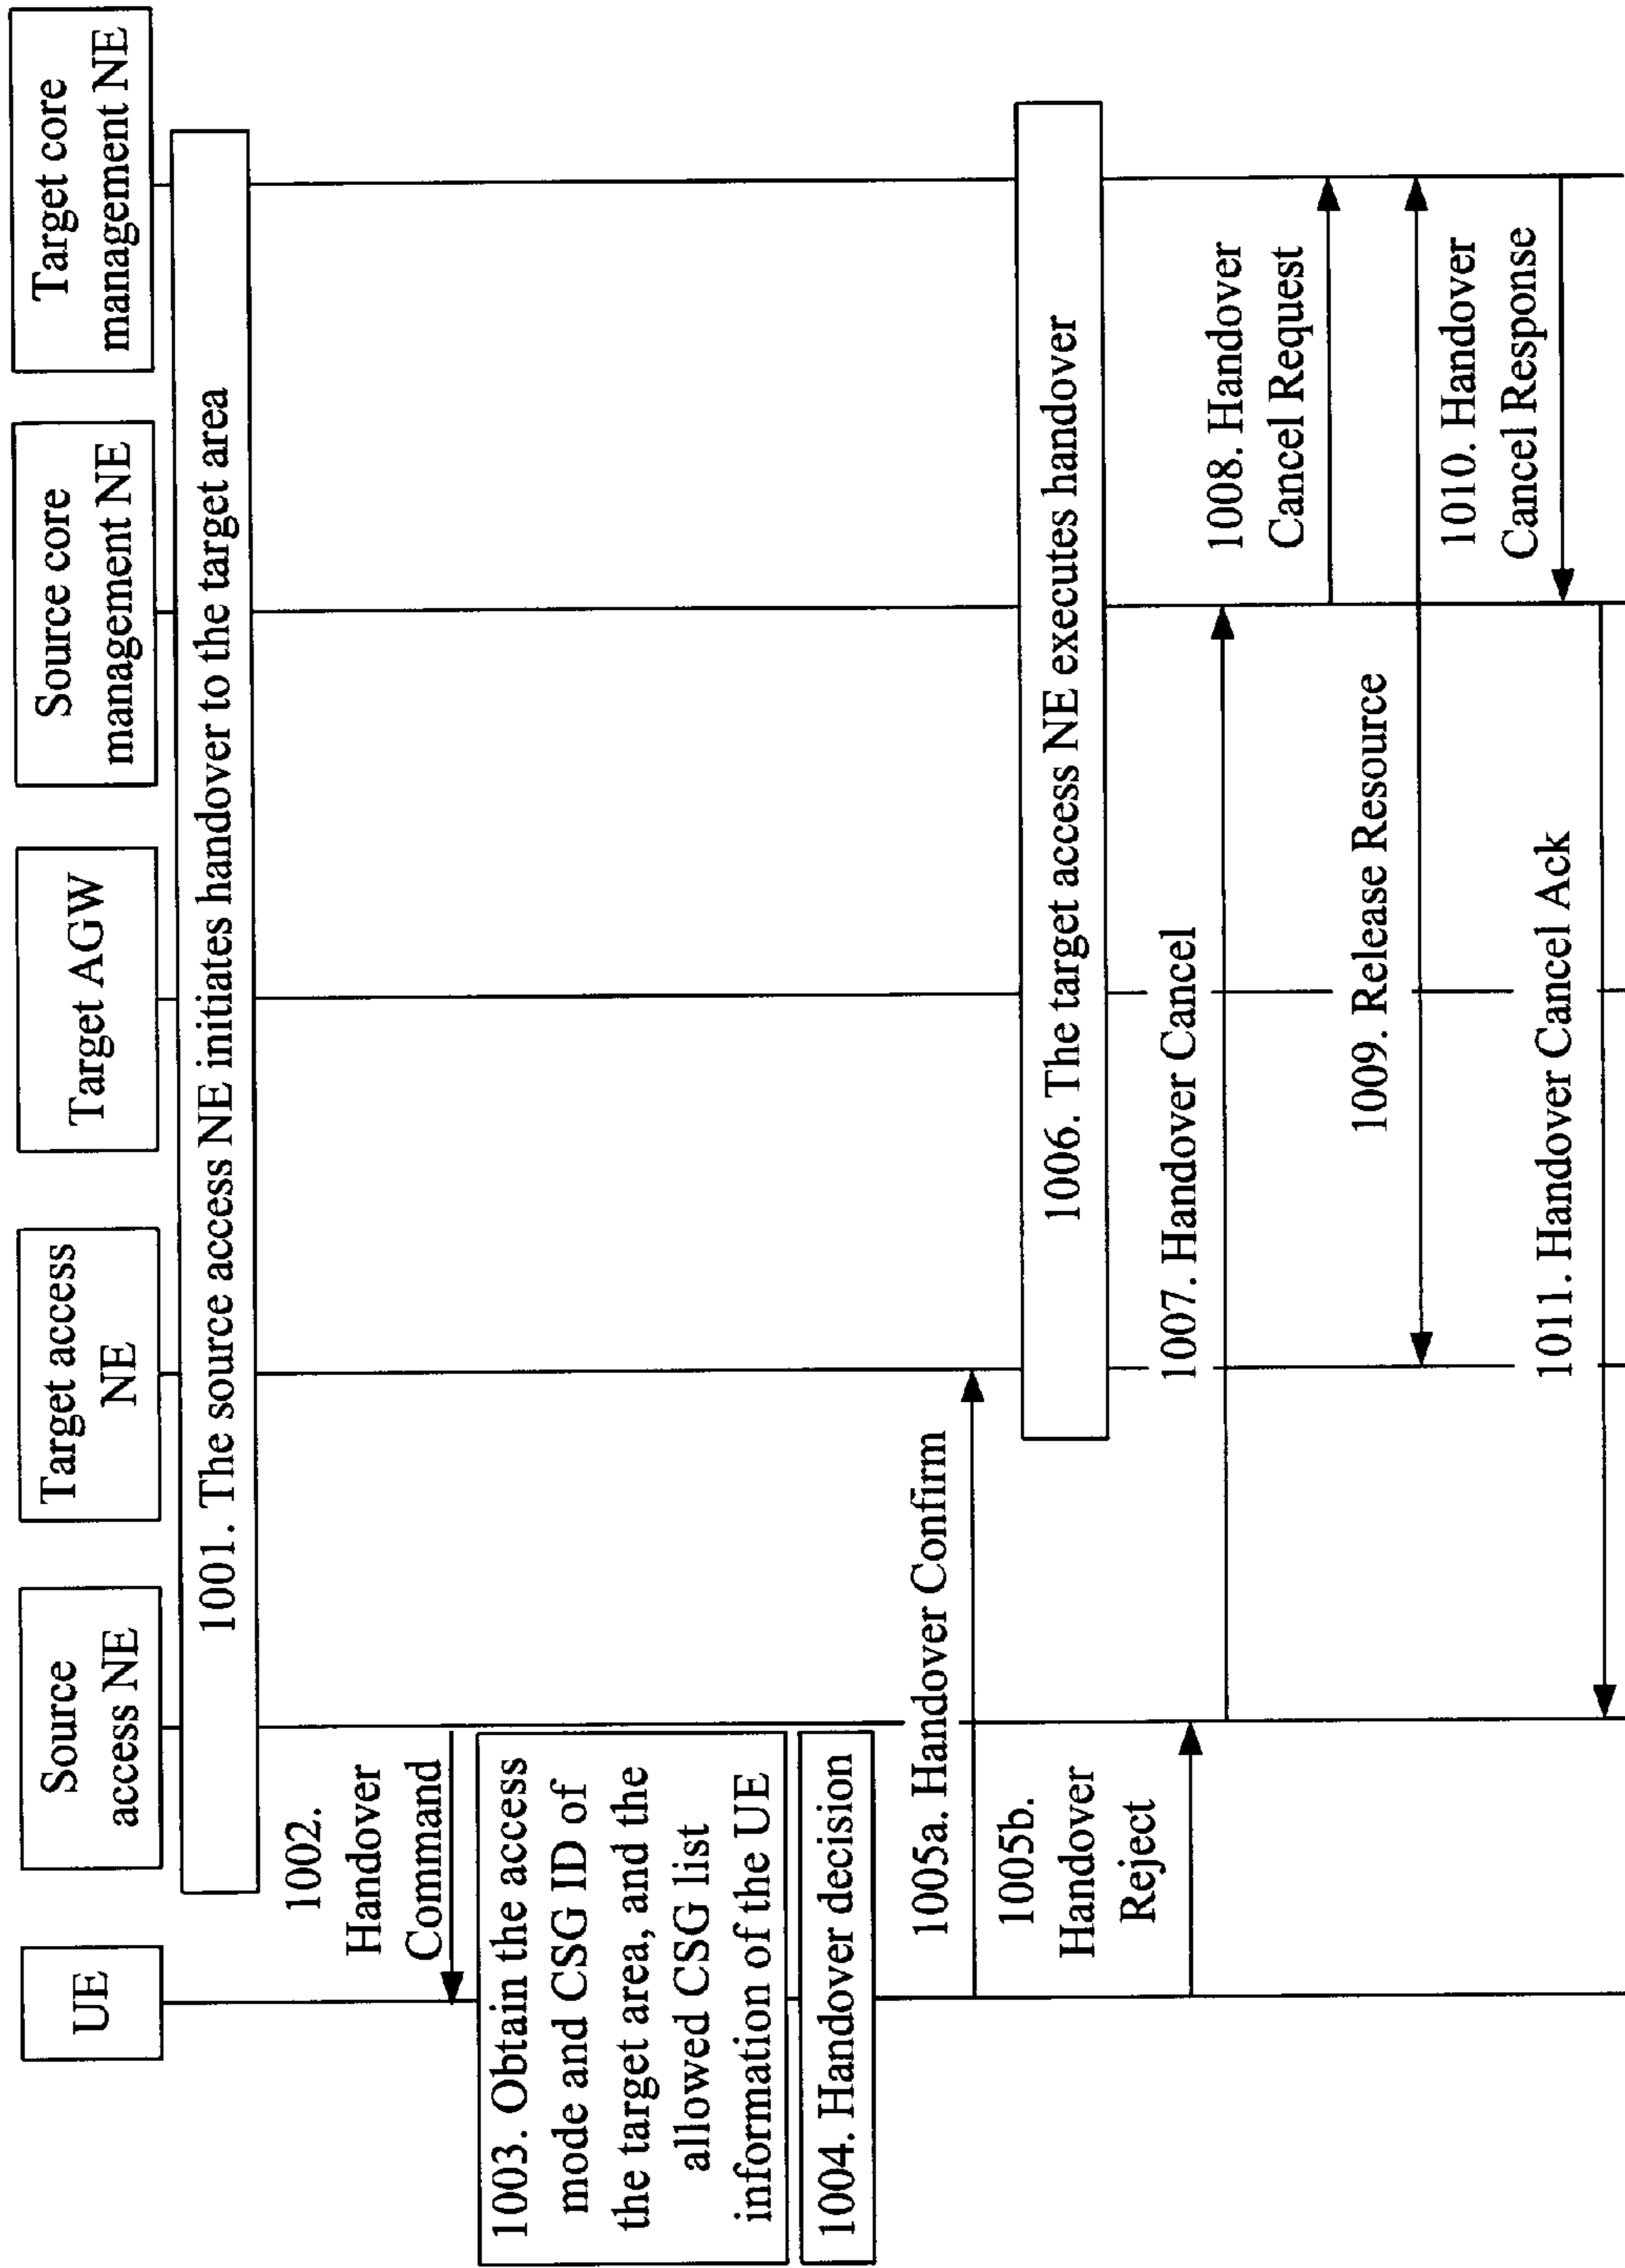 UE
Source
access NE
Target access
NE
Target AGW
Source core
management NE
Target core
management NE
1001. The source access NE initiates handover to the target area
1002.
Handover
Command
1003. Obtain the access
mode and CSG ID of
the target area, and the
allowed CSG list
information of the UE
1004. Handover decision
1005a. Handover Confirm
1005b.
Handover
Reject
1006. The target access NE executes handover
1007. Handover Cancel
1008. Handover
Cancel Request
1009. Release Resource
1010. Handover
Cancel Response
1011. Handover Cancel Ack